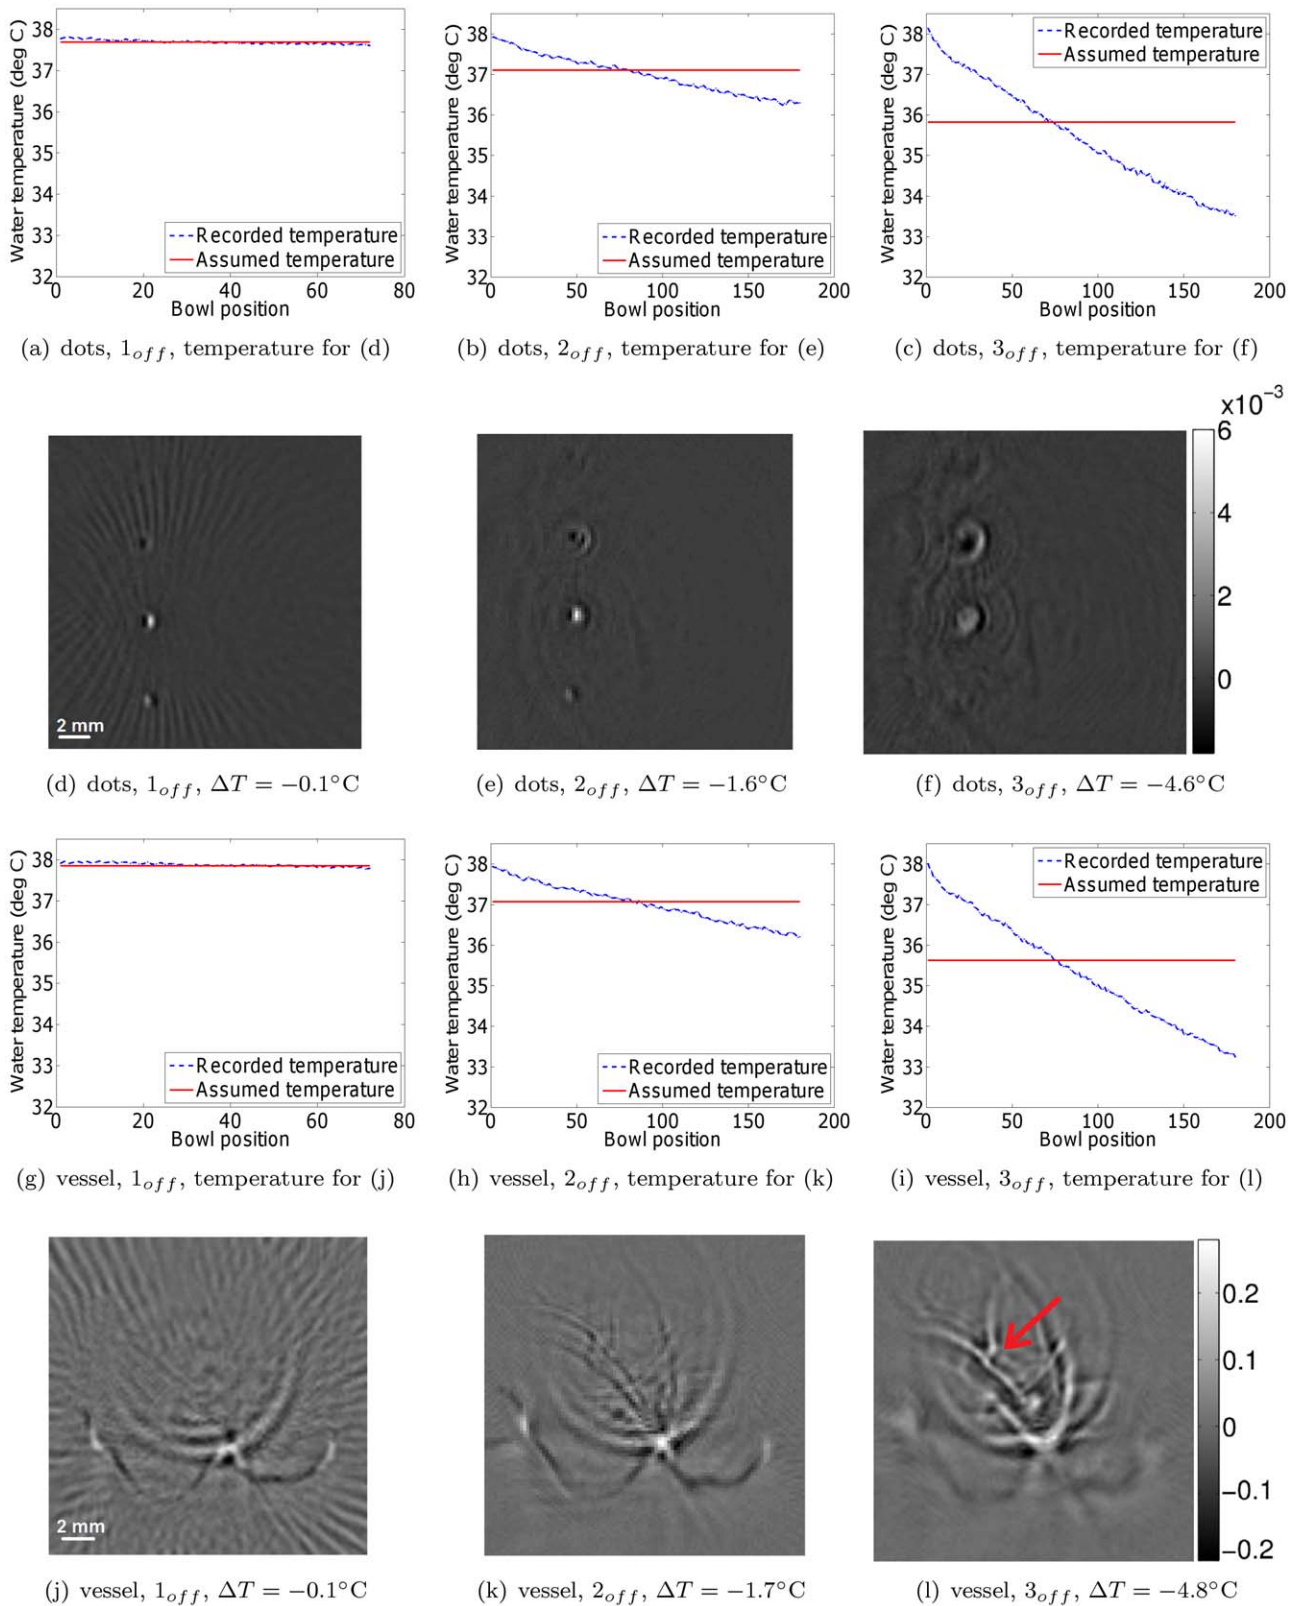 38
37
36
35
34
33
32
0
20
40
60
80
Water temperature (deg C)
Bowl position
Recorded temperature
Assumed temperature
38
37
36
35
34
33
32
0
50
100
150
200
Water temperature (deg C)
Bowl position
Recorded temperature
Assumed temperature
38
37
36
35
34
33
32
0
50
100
150
200
Water temperature (deg C)
Bowl position
Recorded temperature
Assumed temperature
(a) dots, 1off, temperature for (d)
(b) dots, 2off, temperature for (e)
(c) dots, 3off, temperature for (f)
x10−3
6
4
2
0
2 mm
(d) dots, 1off, ΔT = −0.1°C
(e) dots, 2off, ΔT = −1.6°C
(f) dots, 3off, ΔT = −4.6°C
38
37
36
35
34
33
32
0
20
40
60
80
Water temperature (deg C)
Bowl position
Recorded temperature
Assumed temperature
38
37
36
35
34
33
32
0
50
100
150
200
Water temperature (deg C)
Bowl position
Recorded temperature
Assumed temperature
38
37
36
35
34
33
32
0
50
100
150
200
Water temperature (deg C)
Bowl position
Recorded temperature
Assumed temperature
(g) vessel, 1off, temperature for (j)
(h) vessel, 2off, temperature for (k)
(i) vessel, 3off, temperature for (l)
0.2
0.1
0
−0.1
−0.2
2 mm
(j) vessel, 1off, ΔT = −0.1°C
(k) vessel, 2off, ΔT = −1.7°C
(l) vessel, 3off, ΔT = −4.8°C